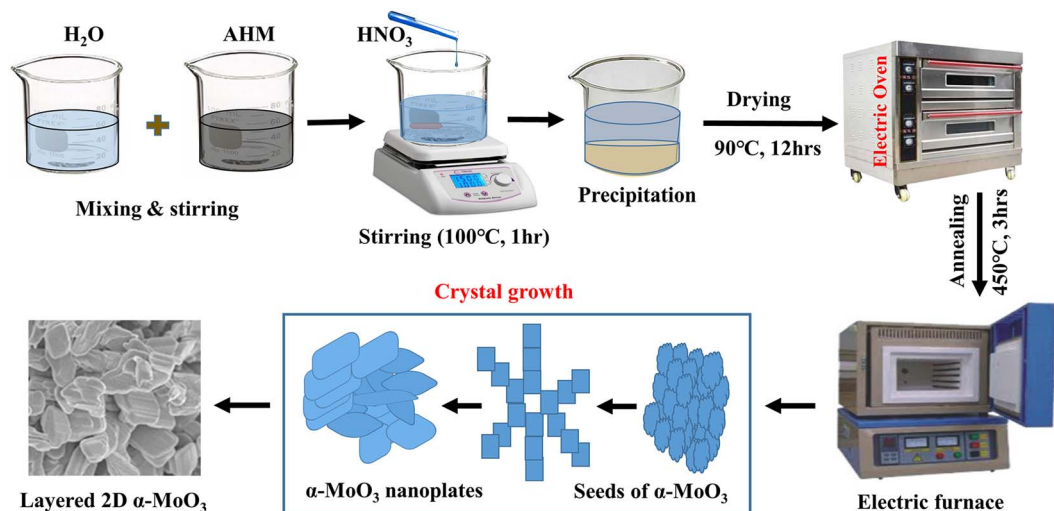 H₂O
AHM
HNO₃
Mixing & stirring
Stirring (100℃, 1hr)
Precipitation
Drying
90℃, 12hrs
Electric Oven
Annealing
450℃, 3hrs
Crystal growth
Layered 2D α-MoO₃
α-MoO₃ nanoplates
Seeds of α-MoO₃
Electric furnace